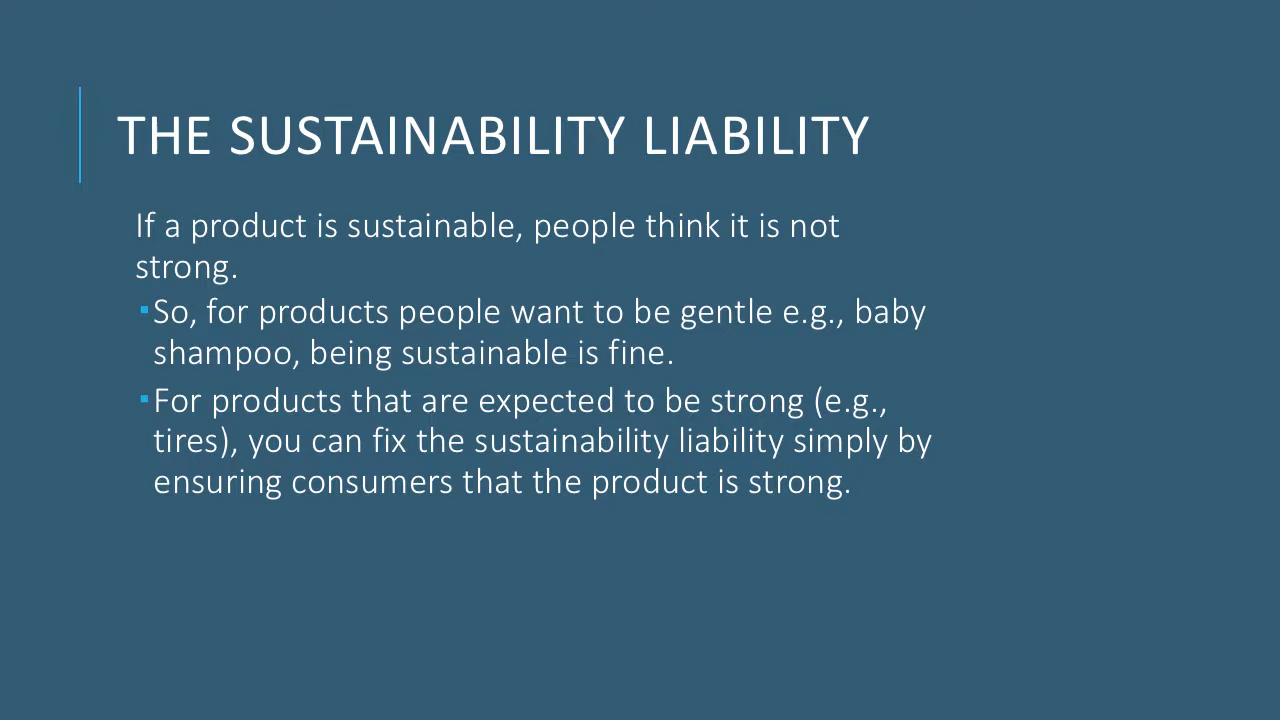 THE SUSTAINABILITY LIABILITY
If a product is sustainable, people think it is not
strong.
▪So, for products people want to be gentle e.g., baby
shampoo, being sustainable is fine.
▪For products that are expected to be strong (e.g.,
tires), you can fix the sustainability liability simply by
ensuring consumers that the product is strong.